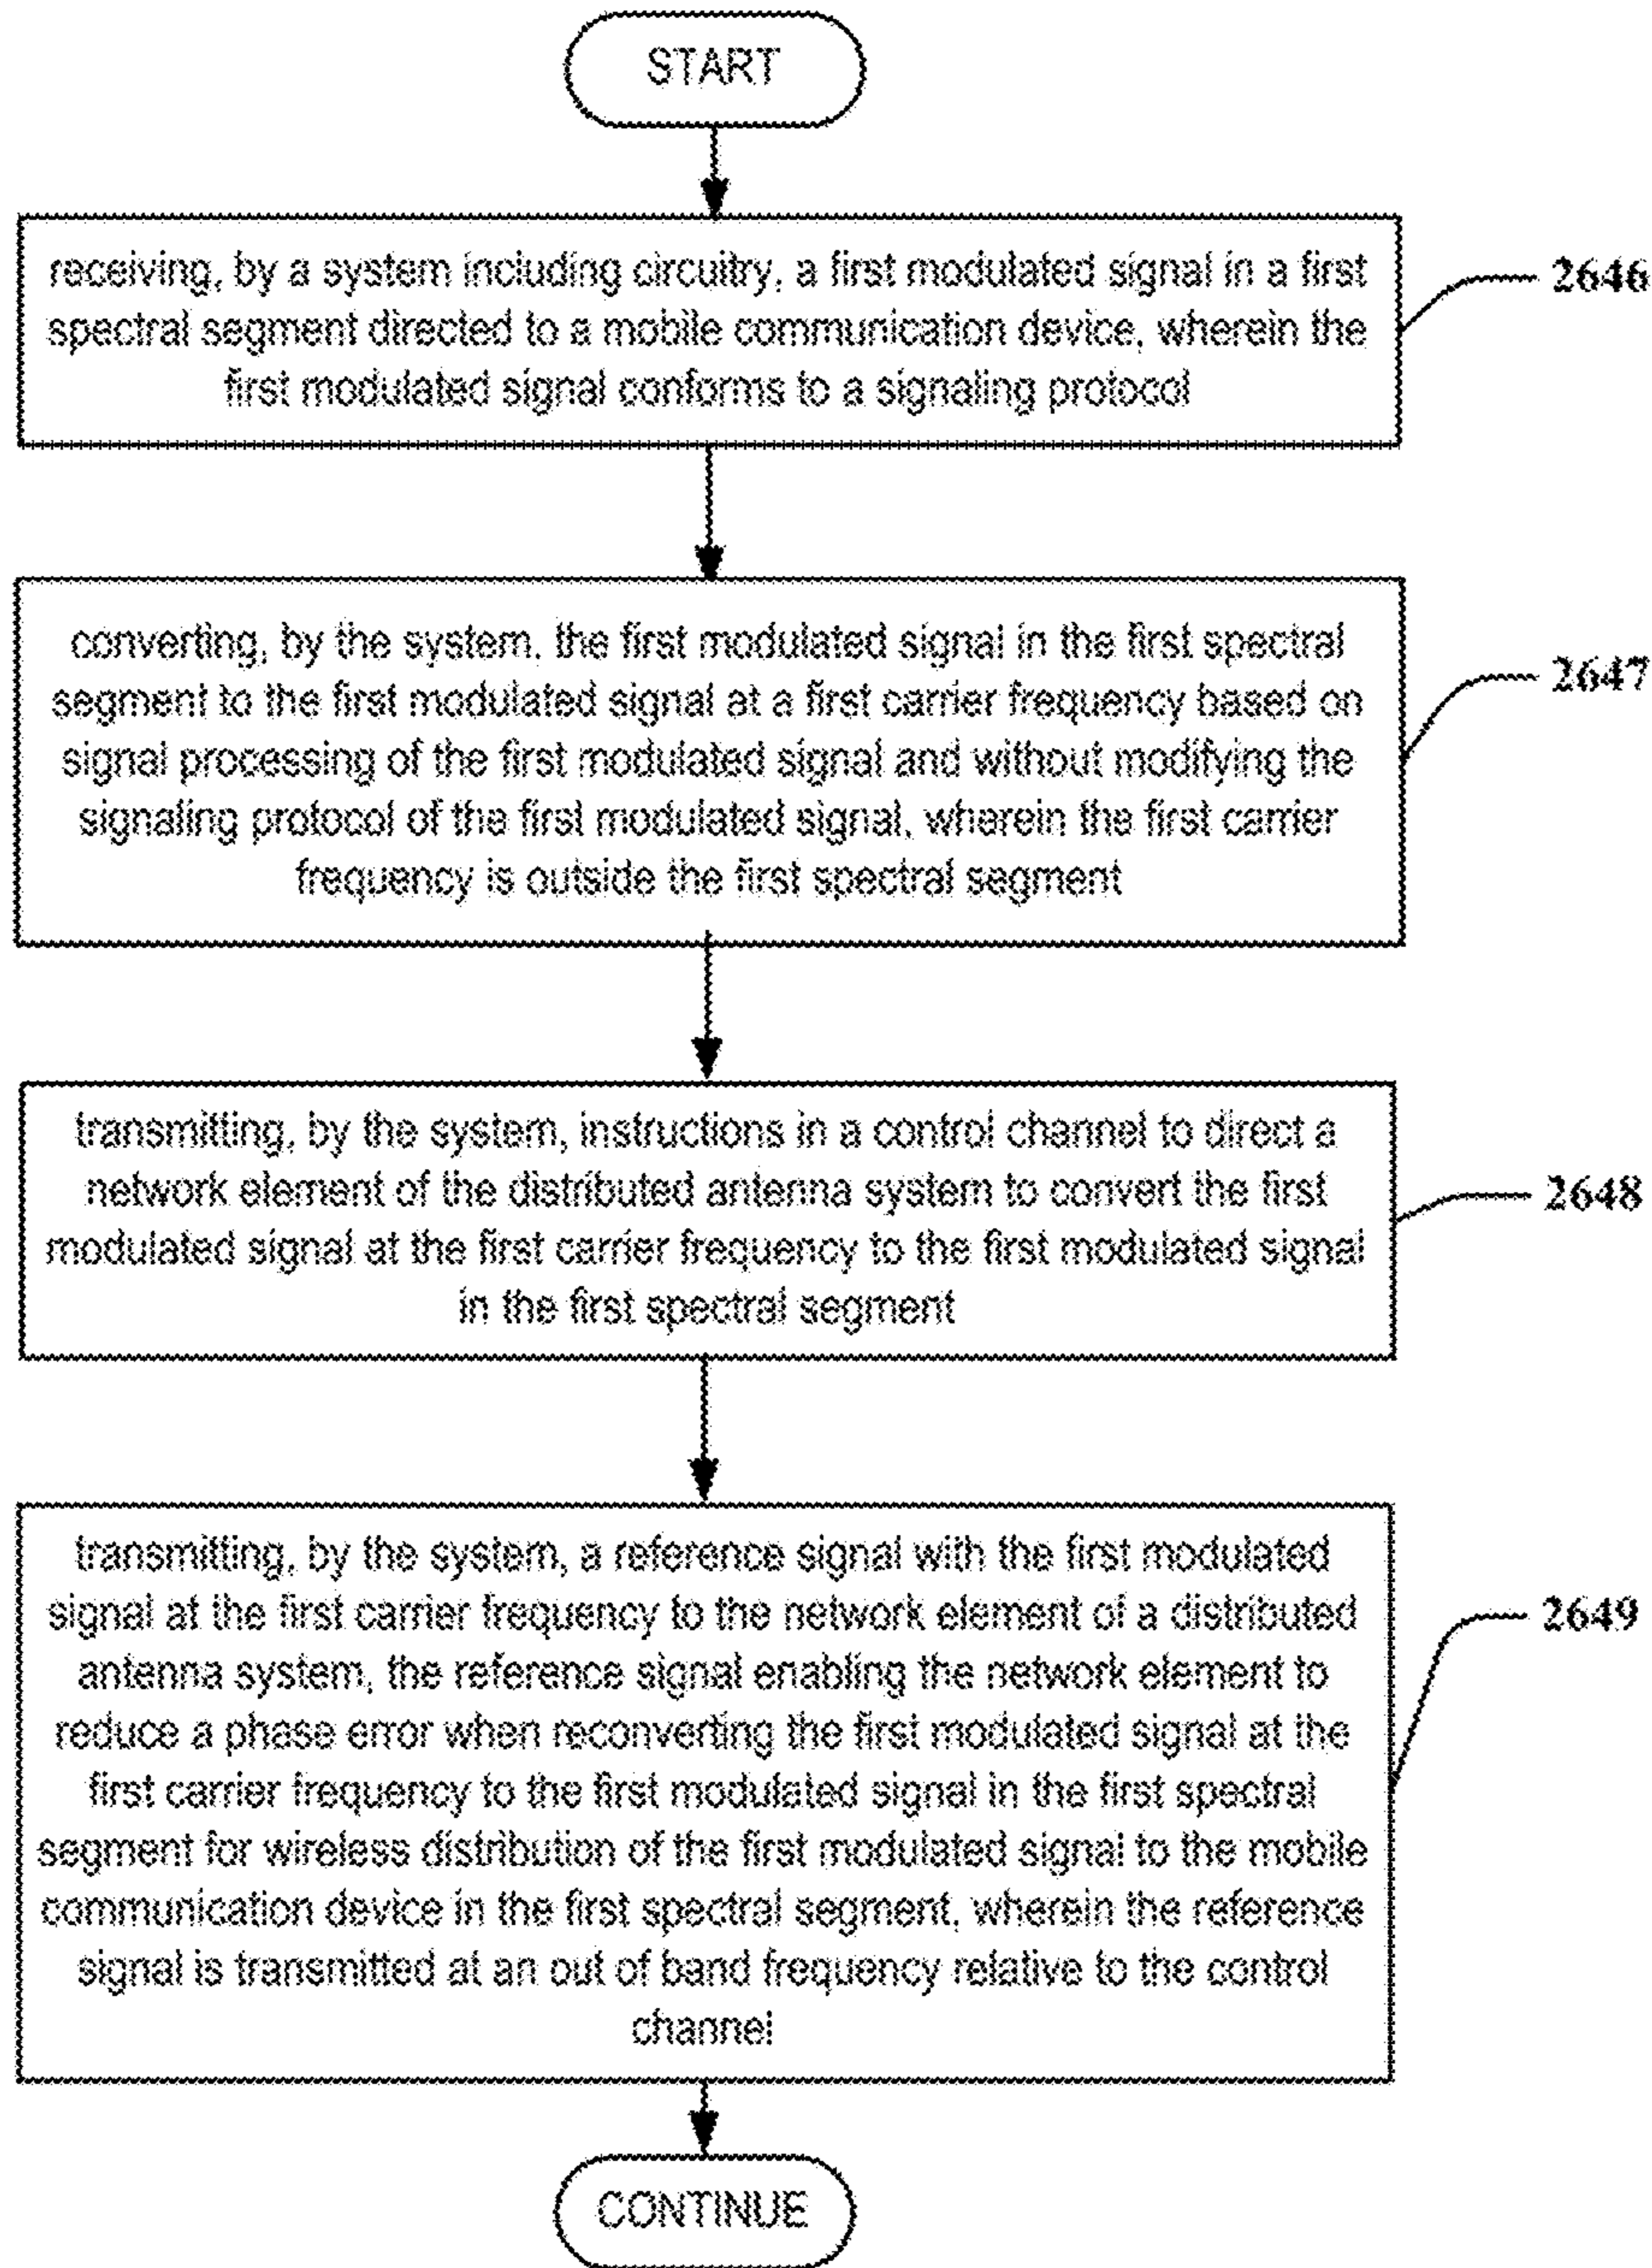 START
receiving, by a system including circuitry, a first modulated signal in a first
spectral segment directed to a mobile communication device, wherein the
first modulated signal conforms to a signaling protocol
2646
converting, by the system, the first modulated signal in the first spectral
segment to the first modulated signal at a first carrier frequency based on
signal processing of the first modulated signal and without modifying the
signaling protocol of the first modulated signal, wherein the first carrier
frequency is outside the first spectral segment
2647
transmitting, by the system, instructions in a control channel to direct a
network element of the distributed antenna system to convert the first
modulated signal at the first carrier frequency to the first modulated signal
in the first spectral segment
2648
transmitting, by the system, a reference signal with the first modulated
signal at the first carrier frequency to the network element of a distributed
antenna system, the reference signal enabling the network element to
reduce a phase error when reconverting the first modulated signal at the
first carrier frequency to the first modulated signal in the first spectral
segment for wireless distribution of the first modulated signal to the mobile
communication device in the first spectral segment, wherein the reference
signal is transmitted at an out of band frequency relative to the control
channel
2649
CONTINUE